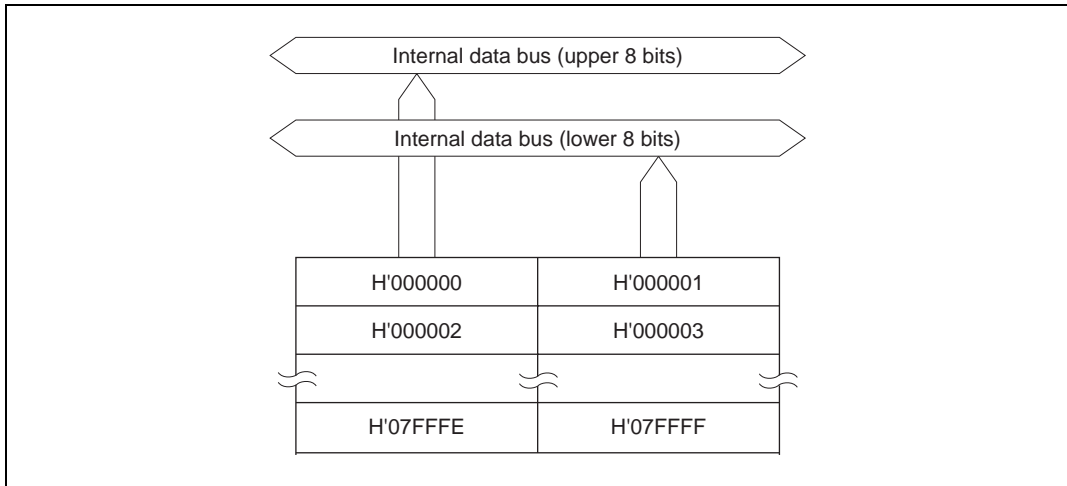 Internal data bus (upper 8 bits)
Internal data bus (lower 8 bits)
H'000000 H'000001
H'000002 H'000003
H'07FFFE H'07FFFF